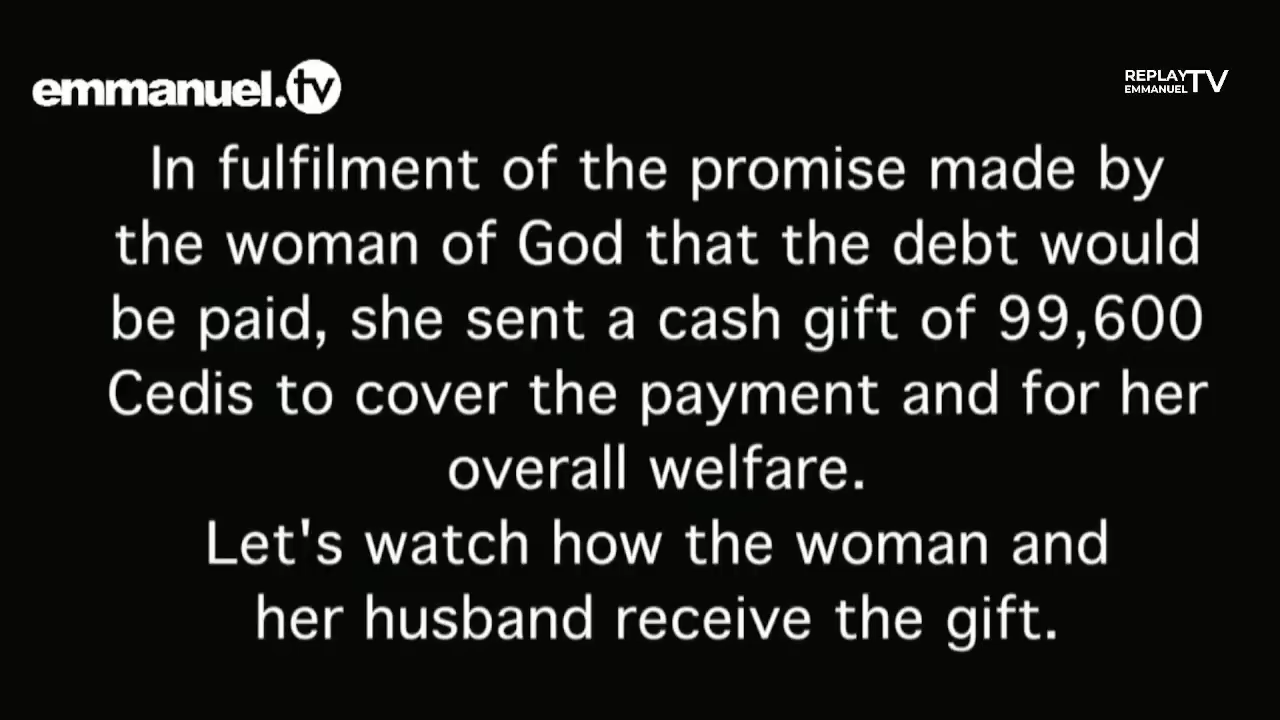 emmanuel.tv
REPLAY EMMANUEL TV
In fulfilment of the promise made by
the woman of God that the debt would
be paid, she sent a cash gift of 99,600
Cedis to cover the payment and for her
overall welfare.
Let's watch how the woman and
her husband receive the gift.